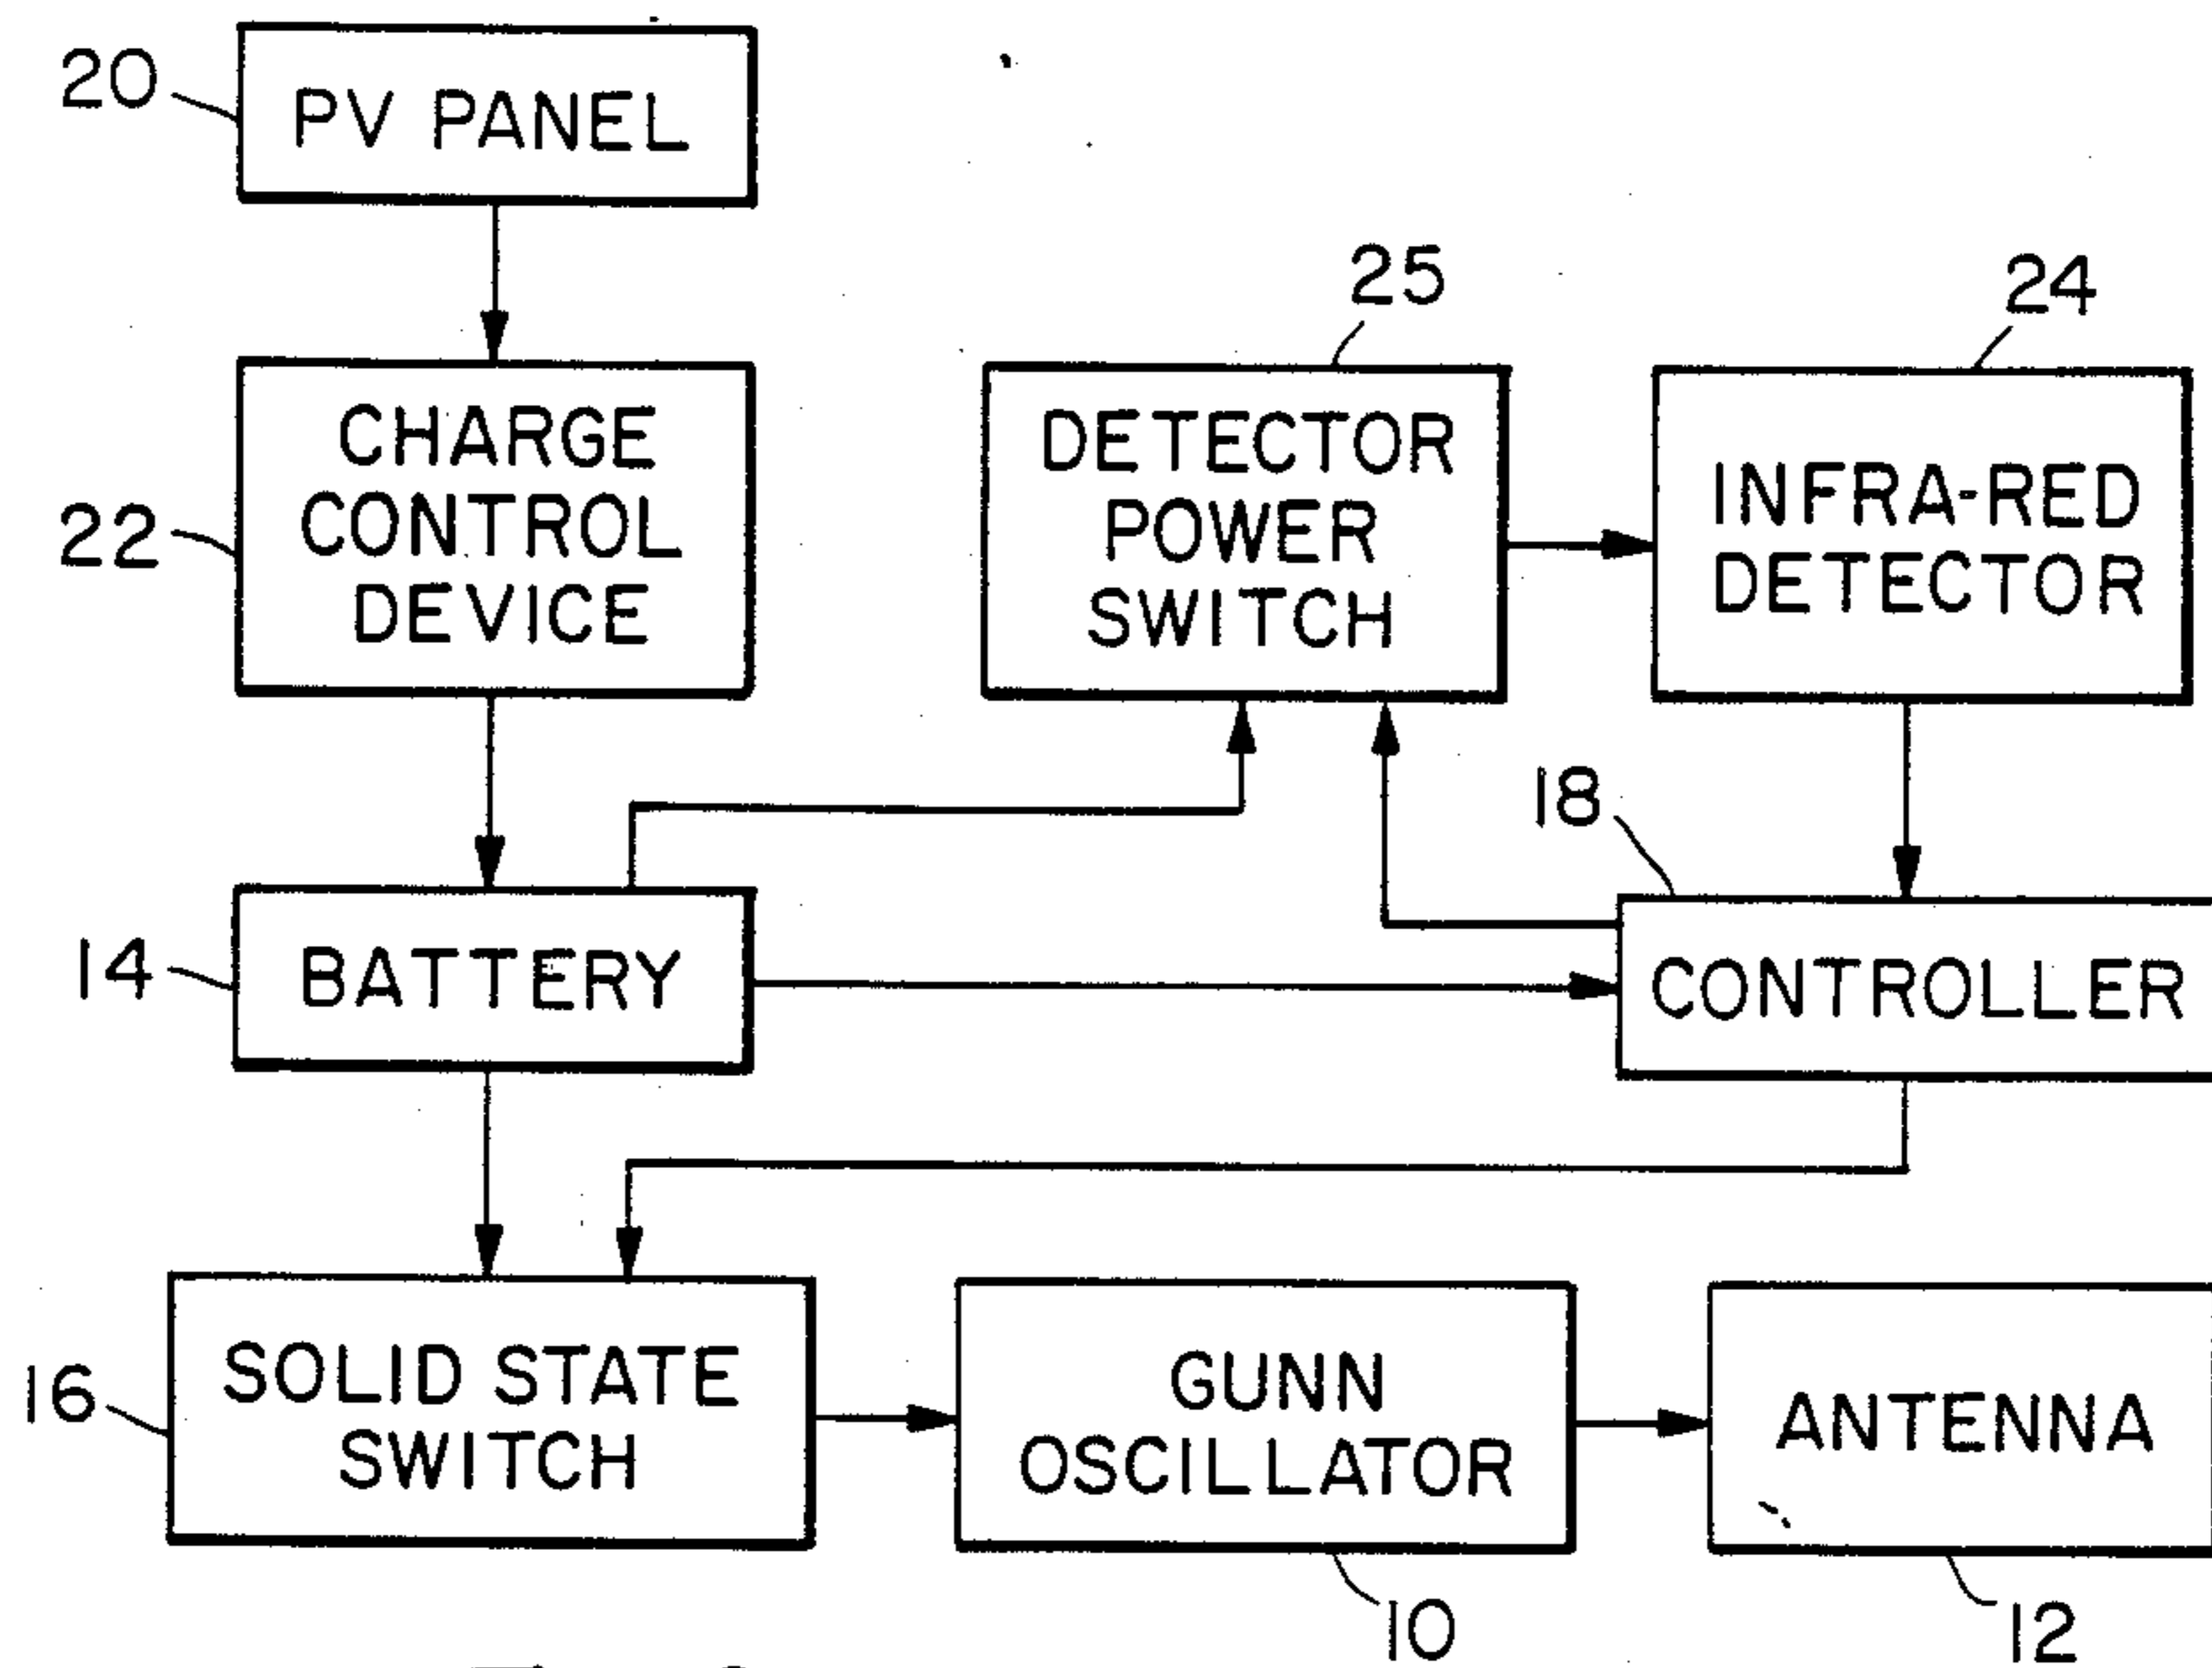 20
PV PANEL
25
24
CHARGE
CONTROL
DEVICE
22
DETECTOR
POWER
SWITCH
INFRA-RED
DETECTOR
18
14
BATTERY
CONTROLLER
16
SOLID STATE
SWITCH
GUNN
OSCILLATOR
ANTENNA
10
12